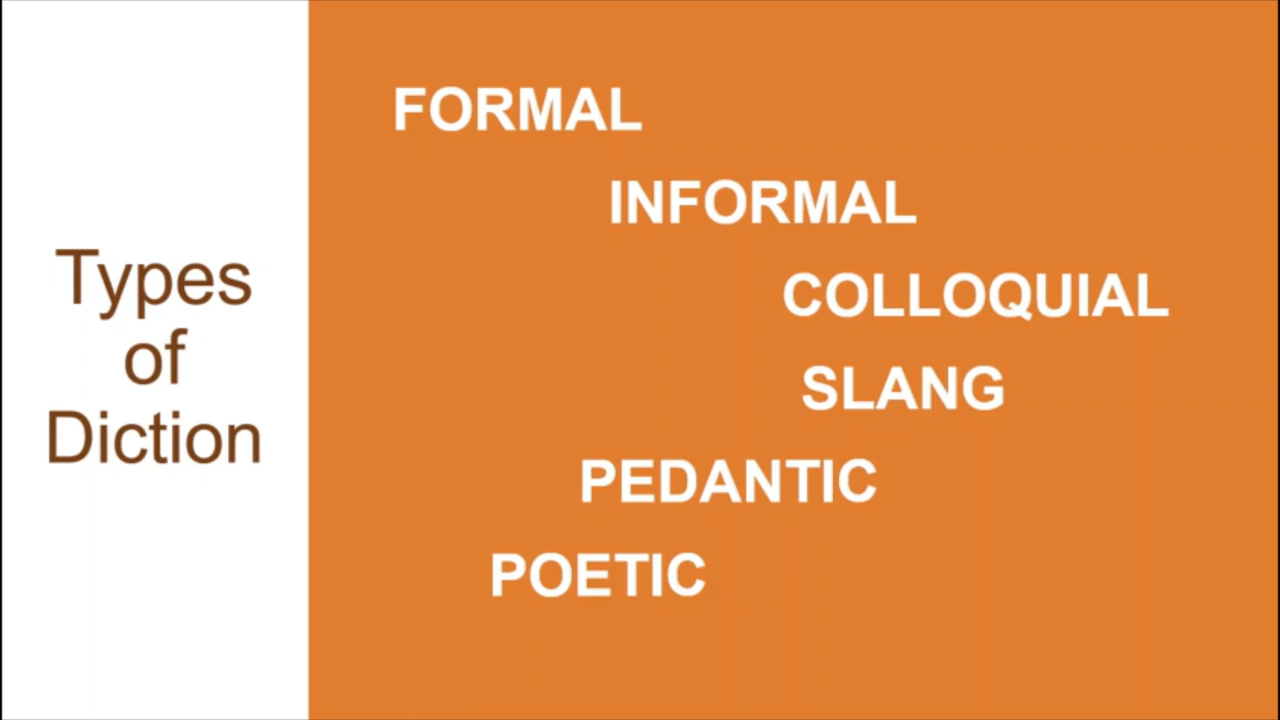 Types
of
Diction
FORMAL
INFORMAL
COLLOQUIAL
SLANG
PEDANTIC
POETIC